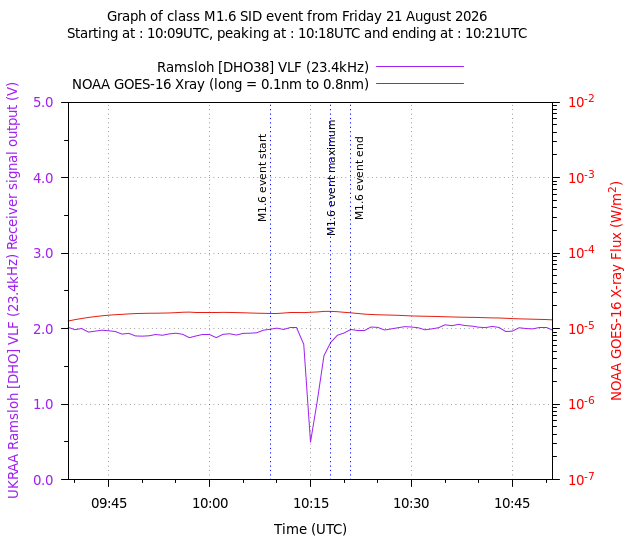 Graph of class M1.6 SID event from Friday 21 August 2026
Starting at : 10:09UTC, peaking at : 10:18UTC and ending at : 10:21UTC
Ramsloh [DHO38] VLF (23.4kHz)
NOAA GOES-16 Xray (long = 0.1nm to 0.8nm)
UKRAA Ramsloh [DHO] VLF (23.4kHz) Receiver signal output (V)
5.0
4.0
3.0
2.0
1.0
0.0
M1.6 event start
M1.6 event maximum
M1.6 event end
10-2
10-3
10-4
10-5
10-6
10-7
NOAA GOES-16 X-ray Flux (W/m2)
09:45 10:00 10:15 10:30 10:45
Time (UTC)